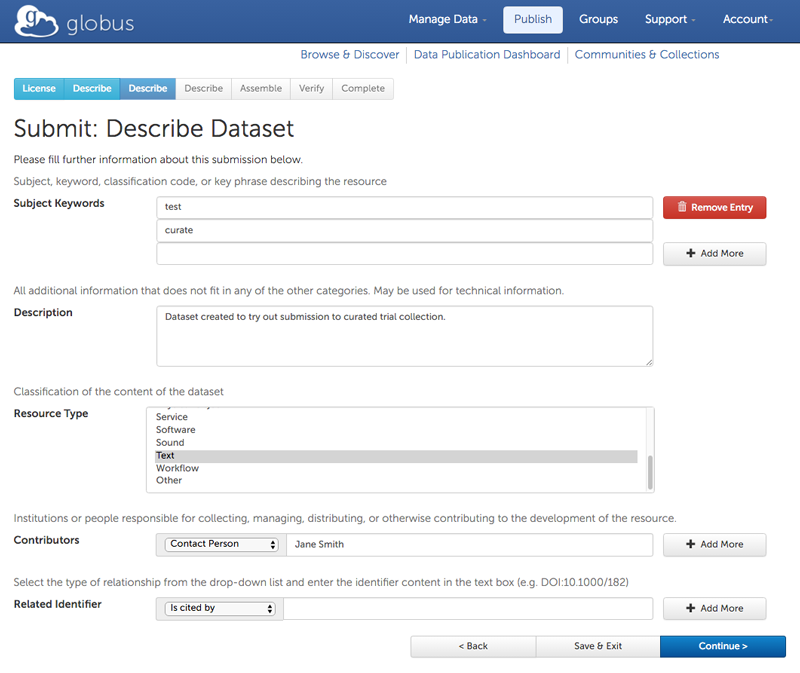 globus
Manage Data Publish Groups Support Account
Browse & Discover Data Publication Dashboard Communities & Collections
License Describe Describe Describe Assemble Verify Complete
Submit: Describe Dataset
Please fill further information about this submission below.
Subject, keyword, classification code, or key phrase describing the resource
Subject Keywords test Remove Entry
curate
+ Add More
All additional information that does not fit in any of the other categories. May be used for technical information.
Description Dataset created to try out submission to curated trial collection.
Classification of the content of the dataset
Resource Type
Service
Software
Sound
Text
Workflow
Other
Institutions or people responsible for collecting, managing, distributing, or otherwise contributing to the development of the resource.
Contributors Contact Person Jane Smith + Add More
Select the type of relationship from the drop-down list and enter the identifier content in the text box (e.g. DOI:10.1000/182)
Related Identifier Is cited by + Add More
< Back Save & Exit Continue >